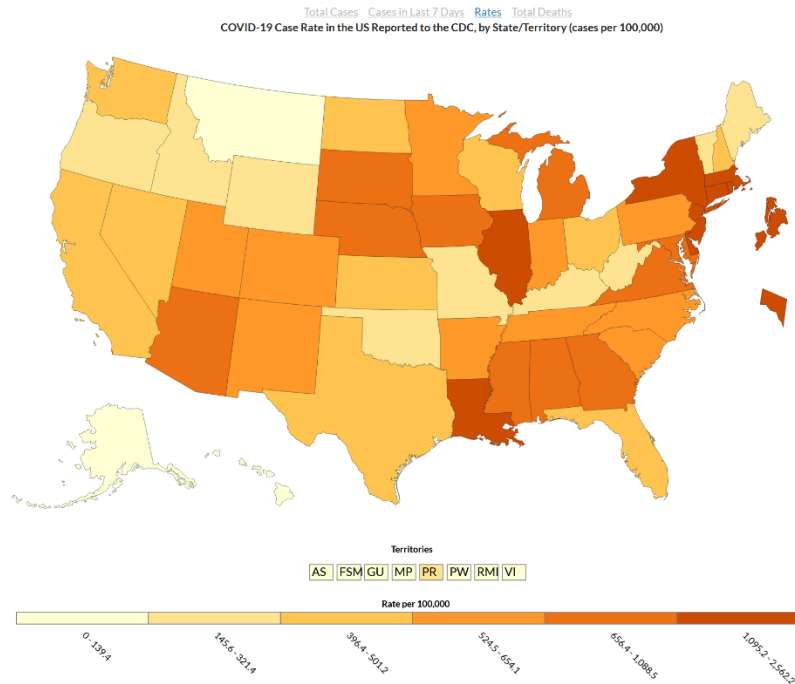 Total Cases Cases in Last 7 Days Rates Total Deaths
COVID-19 Case Rate in the US Reported to the CDC, by State/Territory (cases per 100,000)
Territories
AS FSM GU MP PR PW RMI VI
Rate per 100,000
0 - 139.4 145.6 - 321.4 396.4 - 501.2 524.5 - 654.1 656.4 - 1,088.5 1,095.2 - 2,562.2